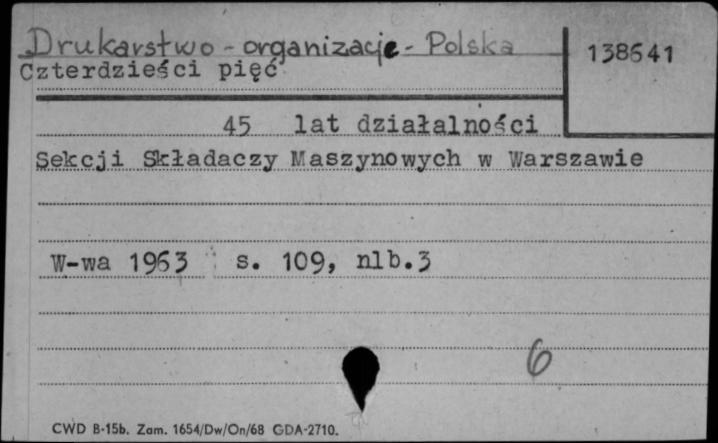 Drukarstwo - organizacje - Polska
138641
Czterdzieści pięć
45 lat działalności
Sekcji Składaczy Maszynowych w Warszawie
W-wa 1963 s. 109, nlb.3
6
CWD B-15b. Zam. 1654/Dw/On/68 GDA-2710.